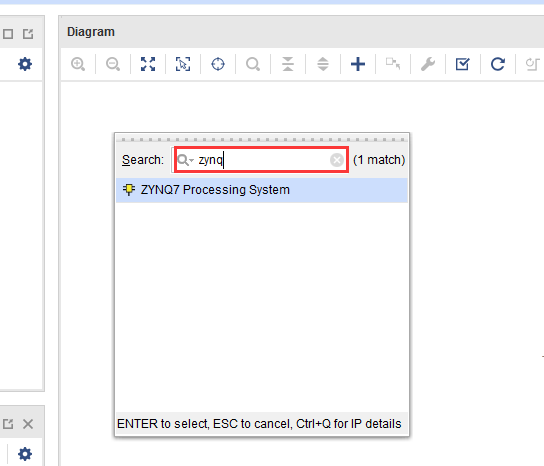 Diagram
Search: zynq (1 match)
ZYNQ7 Processing System
ENTER to select, ESC to cancel, Ctrl+Q for IP details